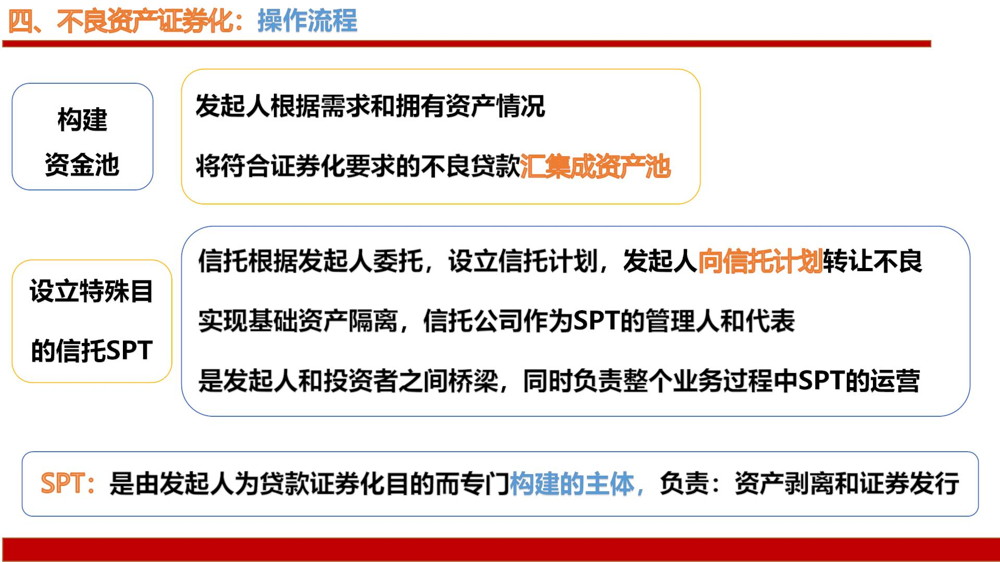 四、不良资产证券化：操作流程
构建
资金池
发起人根据需求和拥有资产情况
将符合证券化要求的不良贷款汇集成资产池
设立特殊目
的信托SPT
信托根据发起人委托，设立信托计划，发起人向信托计划转让不良
实现基础资产隔离，信托公司作为SPT的管理人和代表
是发起人和投资者之间桥梁，同时负责整个业务过程中SPT的运营
SPT：是由发起人为贷款证券化目的而专门构建的主体，负责：资产剥离和证券发行